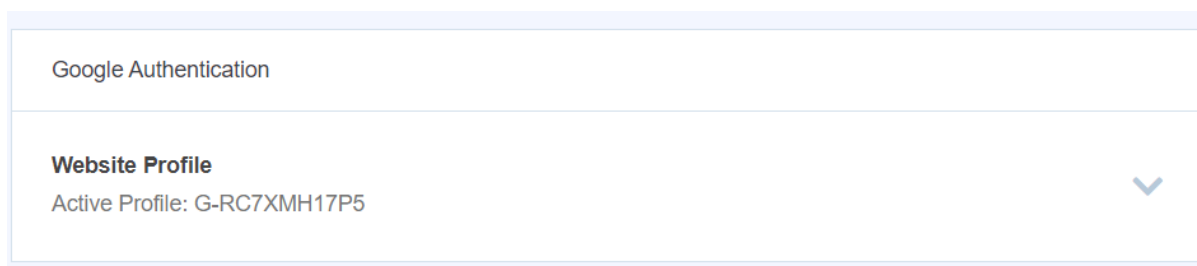 Google Authentication
Website Profile
Active Profile: G-RC7XMH17P5